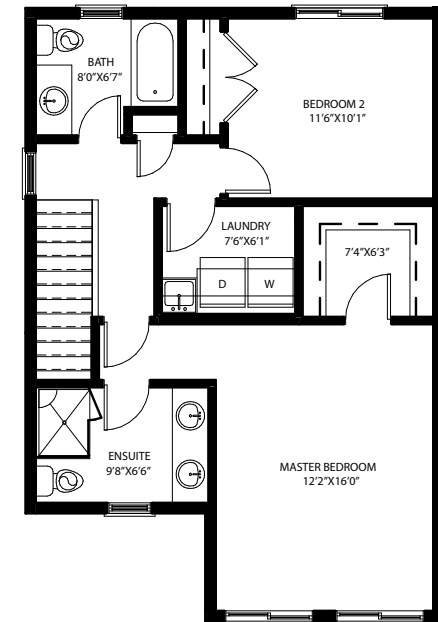 BATH
8'0"X6'7"
BEDROOM 2
11'6"X10'1"
LAUNDRY
7'6"X6'1"
7'4"X6'3"
D W
ENSUITE
9'8"X6'6"
MASTER BEDROOM
12'2"X16'0"